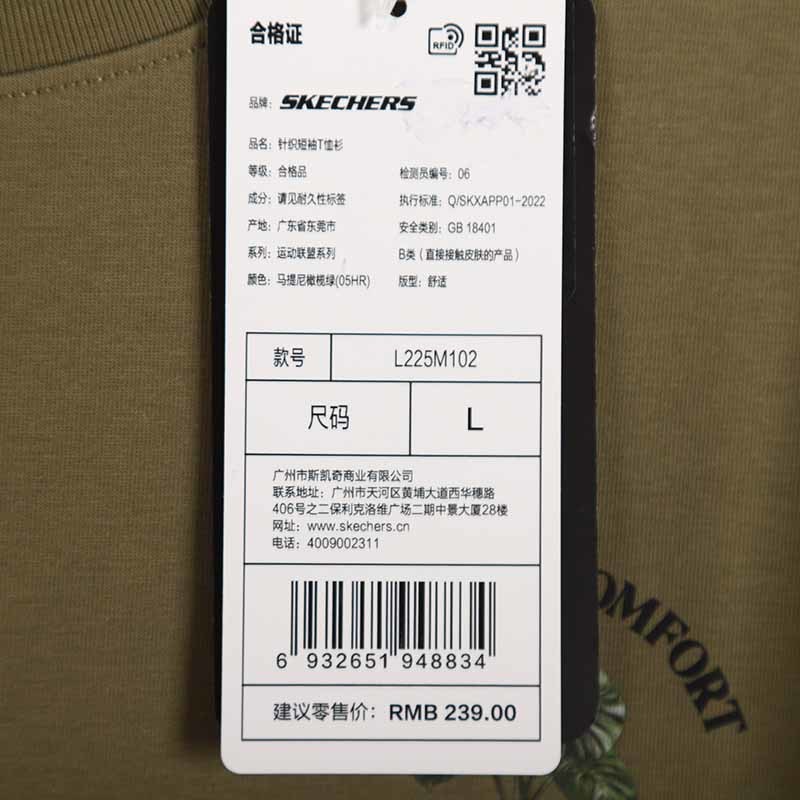 合格证
RFID
品牌：SKECHERS
品名：针织短袖T恤衫
等级：合格品 检测员编号：06
成分：请见耐久性标签 执行标准：Q/SKXAPP01-2022
产地：广东省东莞市 安全类别：GB 18401
系列：运动联盟系列 B类（直接接触皮肤的产品）
颜色：马提尼橄榄绿(05HR) 版型：舒适
款号 L225M102
尺码 L
广州市斯凯奇商业有限公司
联系地址：广州市天河区黄埔大道西华穗路
406号之二保利克洛维广场二期中景大厦28楼
网址：www.skechers.cn
电话：4009002311
6 932651 948834
建议零售价：RMB 239.00
OMFORT